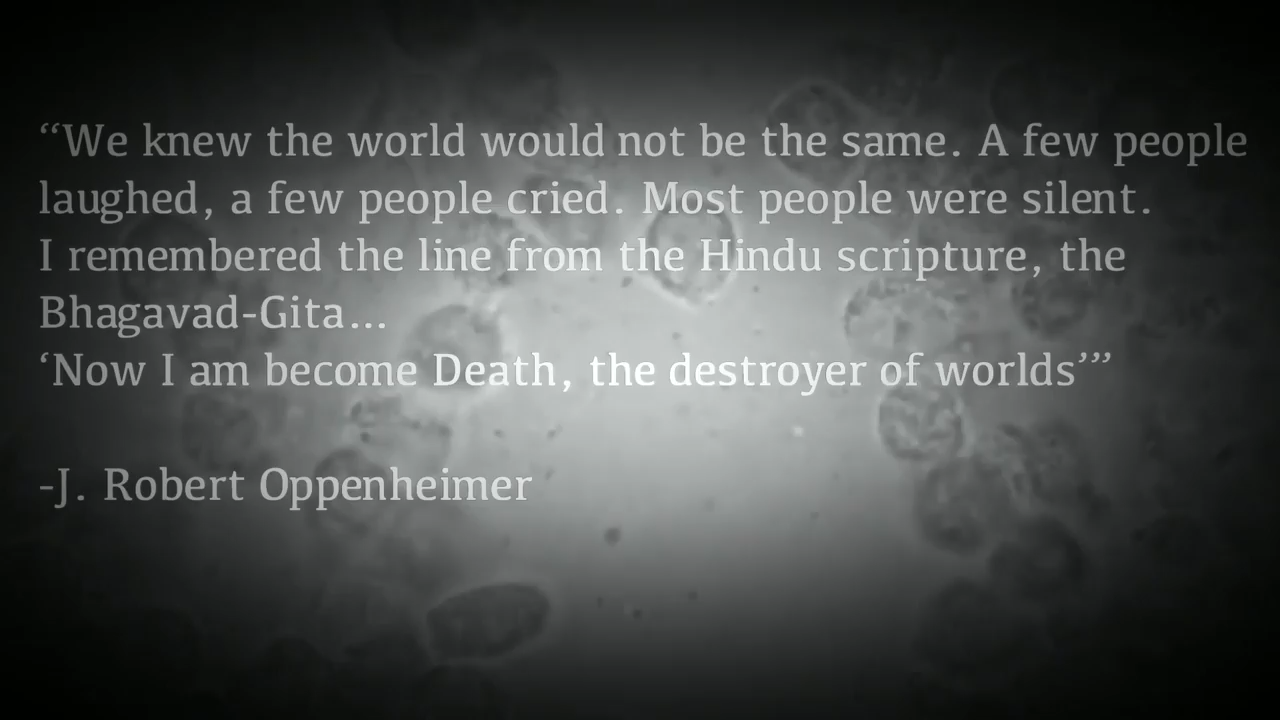 “We knew the world would not be the same. A few people
laughed, a few people cried. Most people were silent.
I remembered the line from the Hindu scripture, the
Bhagavad-Gita...
‘Now I am become Death, the destroyer of worlds’”
-J. Robert Oppenheimer